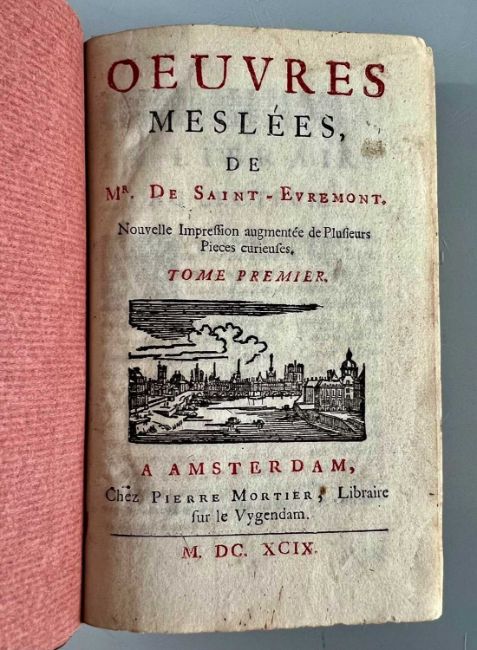 OEUVRES
MESLÉES,
DE
MR. DE SAINT-EVREMONT.
Nouvelle Impreſſion augmentée de Pluſieurs
Pieces curieuſes.
TOME PREMIER.
A AMSTERDAM,
Chez PIERRE MORTIER, Libraire
ſur le Vygendam.
M. DC. XCIX.